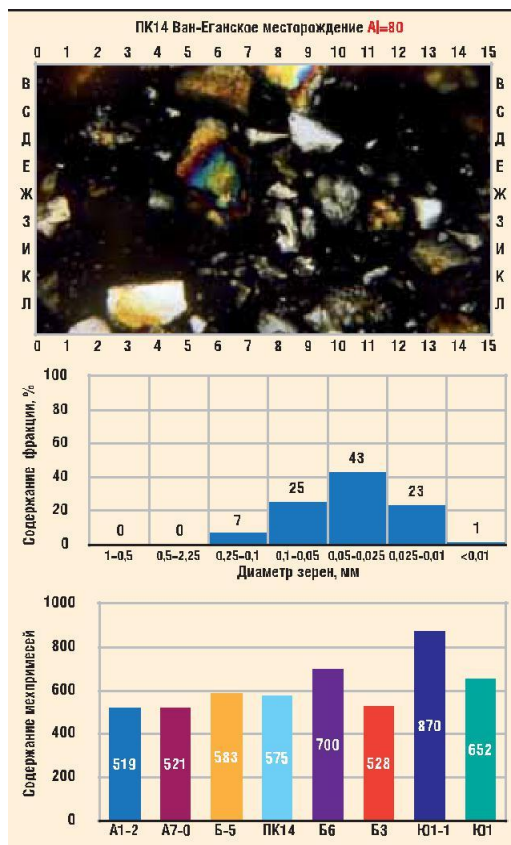 ПК14 Ван-Еганское месторождение AJ=80
0 1 2 3 4 5 6 7 8 9 10 11 12 13 14 15
В В
С С
Д Д
Е Е
Ж Ж
З З
И И
К К
Л Л
0 1 2 3 4 5 6 7 8 9 10 11 12 13 14 15
Содержание фракции, %
100
80
60
40
20
0
0 0 7 25 43 23 1
1-0,5 0,5-2,25 0,25-0,1 0,1-0,05 0,05-0,025 0,025-0,01 <0,01
Диаметр зерен, мм
Содержание мехпримесей
1000
800
600
400
200
0
519 521 583 575 700 528 870 652
А1-2 А7-0 Б-5 ПК14 Б6 Б3 Ю1-1 Ю1